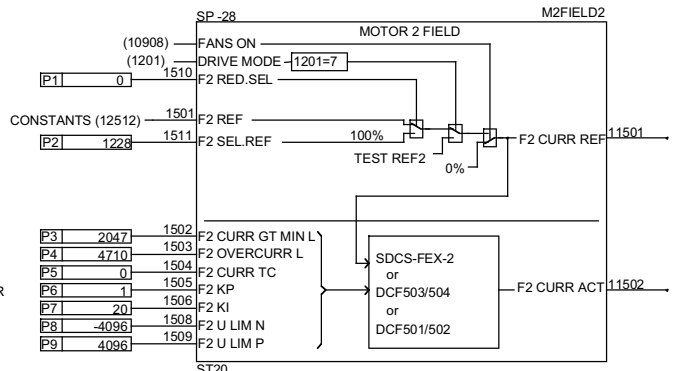 SP -28
M2FIELD2
MOTOR 2 FIELD
(10908) FANS ON
(1201) DRIVE MODE 1201=7
P1 0 1510 F2 RED.SEL
CONSTANTS (12512) 1501 F2 REF
P2 1228 1511 F2 SEL.REF 100%
TEST REF2
0%
F2 CURR REF 11501
P3 2047 1502 F2 CURR GT MIN L
P4 4710 1503 F2 OVERCURR L
P5 0 1504 F2 CURR TC
R P6 1 1505 F2 KP
P7 20 1506 F2 KI
P8 -4096 1508 F2 U LIM N
P9 4096 1509 F2 U LIM P
SDCS-FEX-2
or
DCF503/504
or
DCF501/502
F2 CURR ACT 11502
ST20